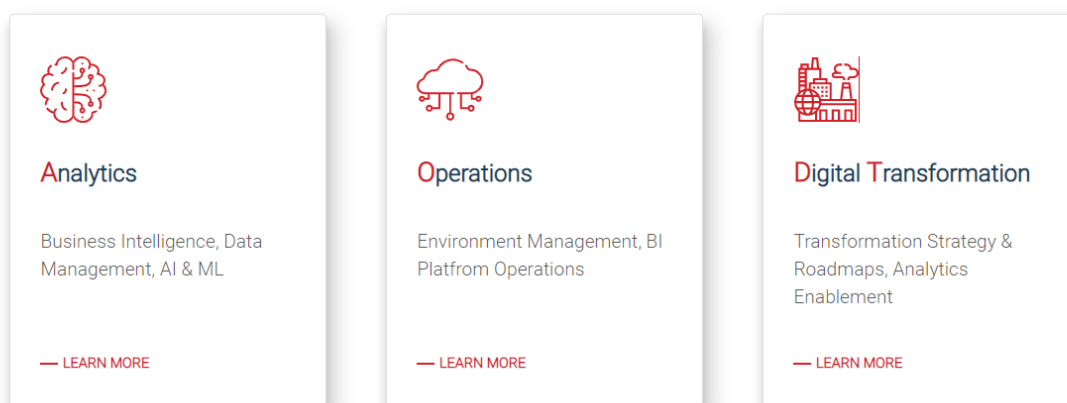 Analytics
Business Intelligence, Data
Management, AI & ML
LEARN MORE
Operations
Environment Management, BI
Platfrom Operations
LEARN MORE
Digital Transformation
Transformation Strategy &
Roadmaps, Analytics
Enablement
LEARN MORE